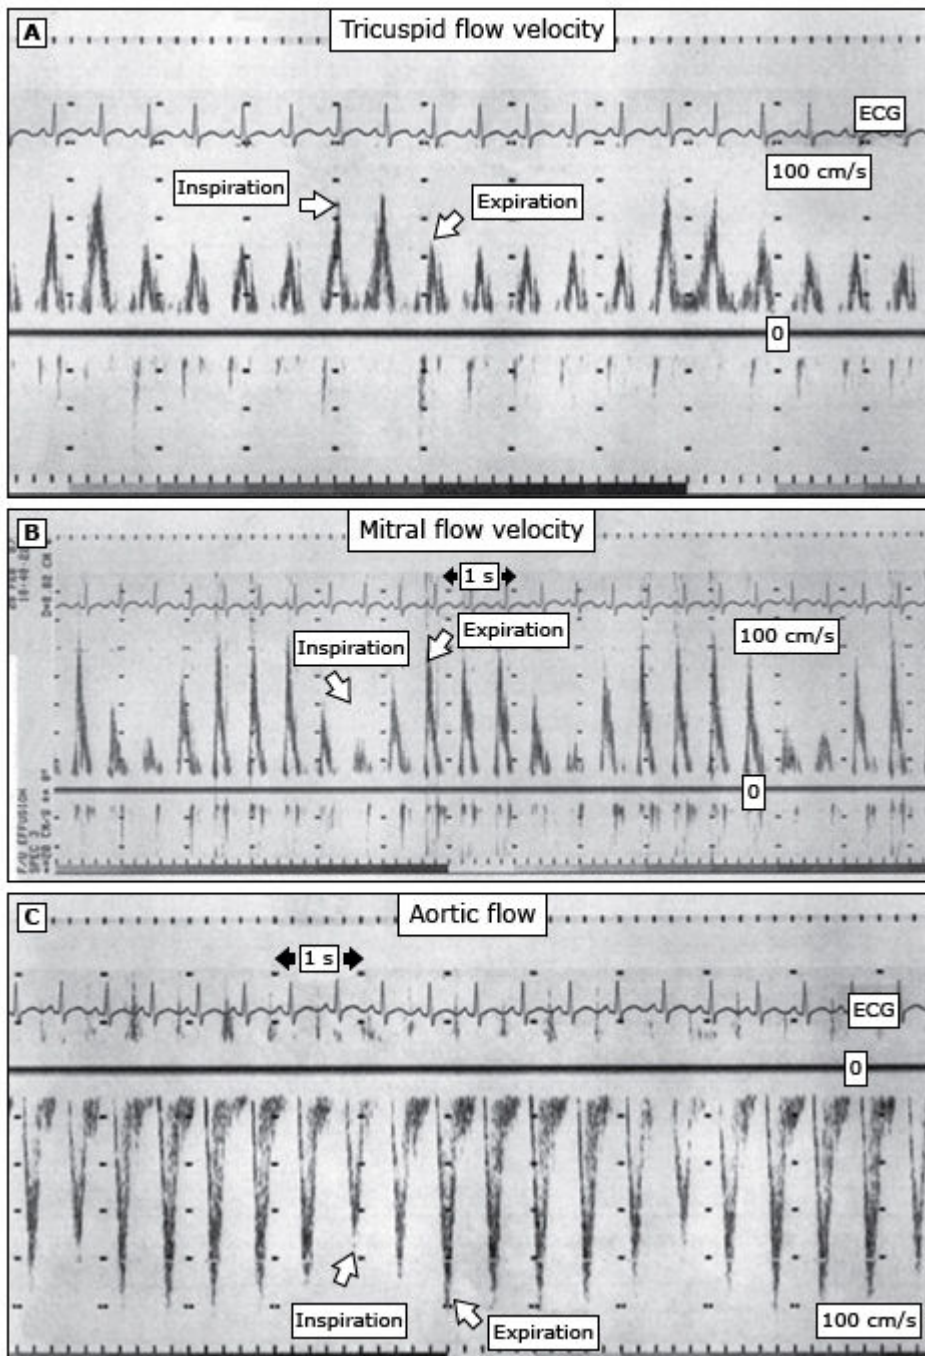 A
Tricuspid flow velocity
ECG
100 cm/s
Inspiration
Expiration
0
B
Mitral flow velocity
1 s
Expiration
Inspiration
100 cm/s
0
F/U EFFUSION
C
Aortic flow
1 s
ECG
0
Inspiration
Expiration
100 cm/s